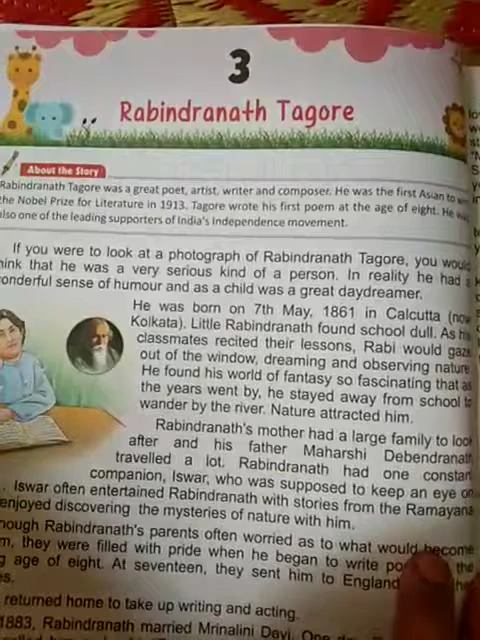 3
Rabindranath Tagore
About the Story
Rabindranath Tagore was a great poet, artist, writer and composer. He was the first Asian to
the Nobel Prize for Literature in 1913. Tagore wrote his first poem at the age of eight. He
also one of the leading supporters of India's Independence movement.
If you were to look at a photograph of Rabindranath Tagore, you would
think that he was a very serious kind of a person. In reality he had a
wonderful sense of humour and as a child was a great daydreamer.
He was born on 7th May, 1861 in Calcutta (now
Kolkata). Little Rabindranath found school dull. As his
classmates recited their lessons, Rabi would gaze
out of the window, dreaming and observing nature.
He found his world of fantasy so fascinating that as
the years went by, he stayed away from school to
wander by the river. Nature attracted him.
Rabindranath's mother had a large family to look
after and his father Maharshi Debendranath
travelled a lot. Rabindranath had one constant
companion, Iswar, who was supposed to keep an eye on
. Iswar often entertained Rabindranath with stories from the Ramayana
enjoyed discovering the mysteries of nature with him.
hough Rabindranath's parents often worried as to what would become
m, they were filled with pride when he began to write the
g age of eight. At seventeen, they sent him to England
es.
returned home to take up writing and acting.
1883, Rabindranath married Mrinalini Devi.